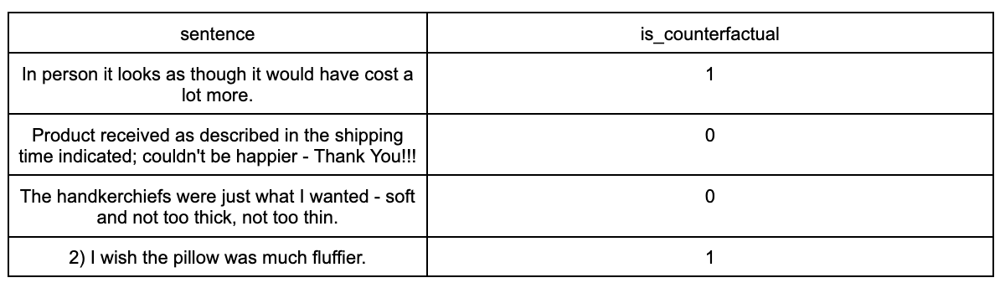 sentence is_counterfactual
In person it looks as though it would have cost a 1
lot more.
Product received as described in the shipping 0
time indicated; couldn't be happier - Thank You!!!
The handkerchiefs were just what I wanted - soft 0
and not too thick, not too thin.
2) I wish the pillow was much fluffier. 1